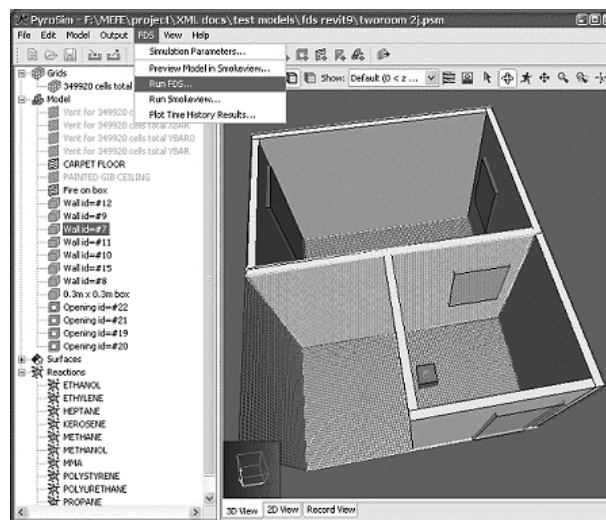 PyroSim - F:\MEFE\project\XML docs\test models\fds revit9\tworoom 2j.psm
File Edit Model Output FDS View Help
Simulation Parameters...
Preview Model in Smokeview...
Run FDS...
Run Smokeview...
Plot Time History Results...
Show: Default (0 < z ...
Grids
349920 cells total
Model
Vent for 349920 c
Vent for 349920 cells total XBAR
Vent for 349920 cells total YBAR0
Vent for 349920 cells total YBAR
CARPET FLOOR
PAINTED GIB CEILING
Fire on box
Wall id=#12
Wall id=#9
Wall id=#7
Wall id=#11
Wall id=#10
Wall id=#15
Wall id=#8
0.3m x 0.3m box
Opening id=#22
Opening id=#21
Opening id=#19
Opening id=#20
Surfaces
Reactions
ETHANOL
ETHYLENE
HEPTANE
KEROSENE
METHANE
METHANOL
MMA
POLYSTYRENE
POLYURETHANE
PROPANE
3D View 2D View Record View